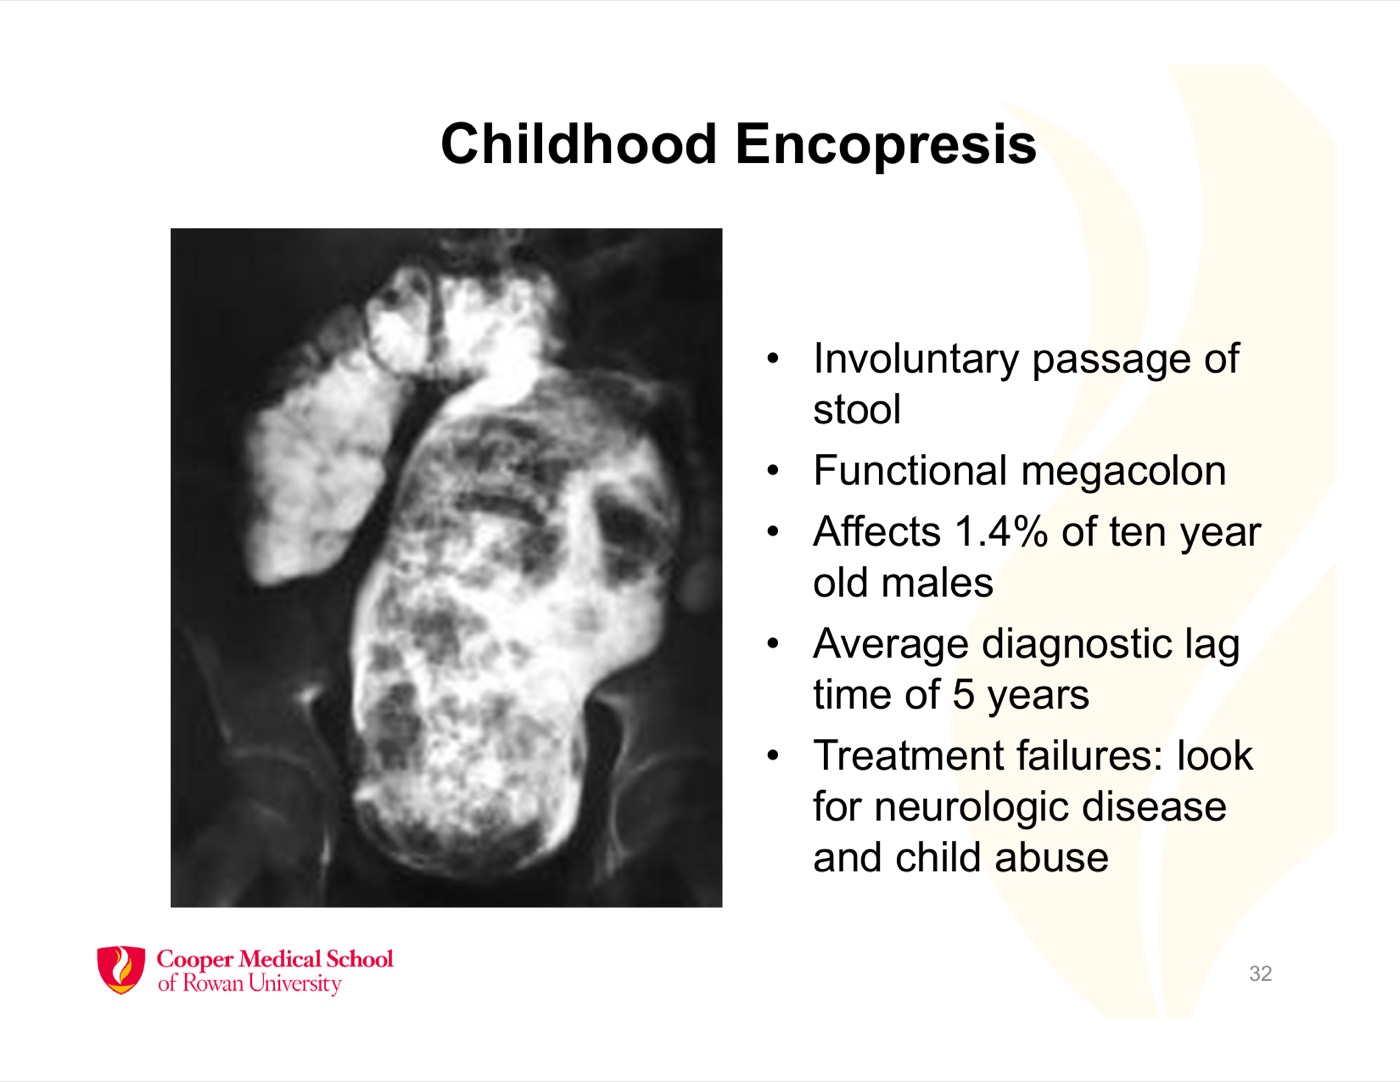 Childhood Encopresis
• Involuntary passage of
stool
• Functional megacolon
• Affects 1.4% of ten year
old males
• Average diagnostic lag
time of 5 years
• Treatment failures: look
for neurologic disease
and child abuse
Cooper Medical School
of Rowan University
32